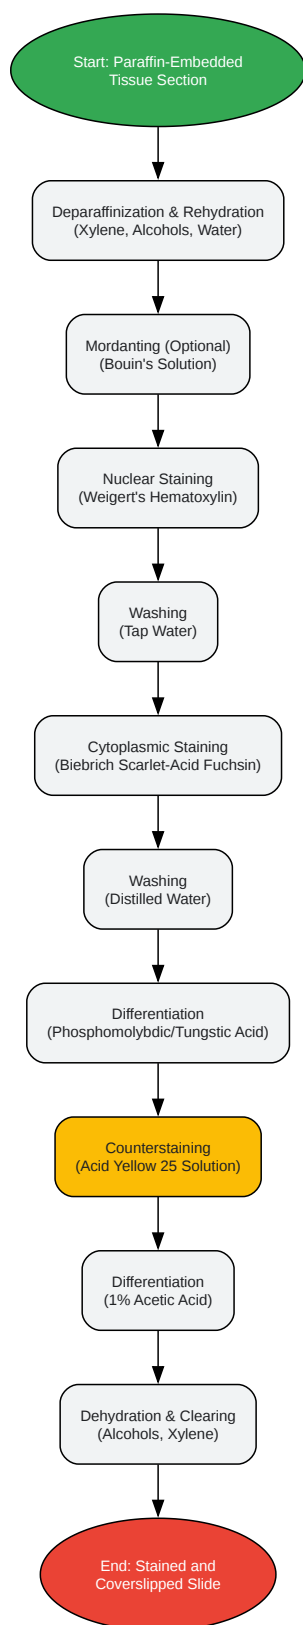 Start: Paraffin-Embedded
Tissue Section
Deparaffinization & Rehydration
(Xylene, Alcohols, Water)
Mordanting (Optional)
(Bouin's Solution)
Nuclear Staining
(Weigert's Hematoxylin)
Washing
(Tap Water)
Cytoplasmic Staining
(Biebrich Scarlet-Acid Fuchsin)
Washing
(Distilled Water)
Differentiation
(Phosphomolybdic/Tungstic Acid)
Counterstaining
(Acid Yellow 25 Solution)
Differentiation
(1% Acetic Acid)
Dehydration & Clearing
(Alcohols, Xylene)
End: Stained and
Coverslipped Slide